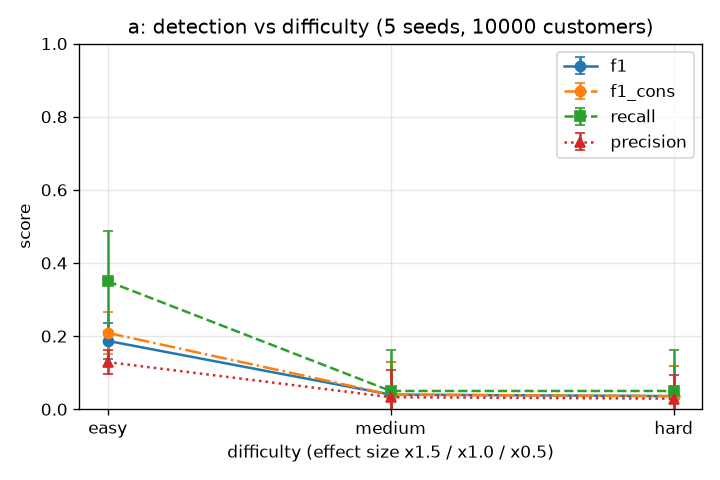 a: detection vs difficulty (5 seeds, 10000 customers)
1.0
0.8
0.6
0.4
0.2
0.0
score
f1
f1_cons
recall
precision
easy
medium
hard
difficulty (effect size x1.5 / x1.0 / x0.5)